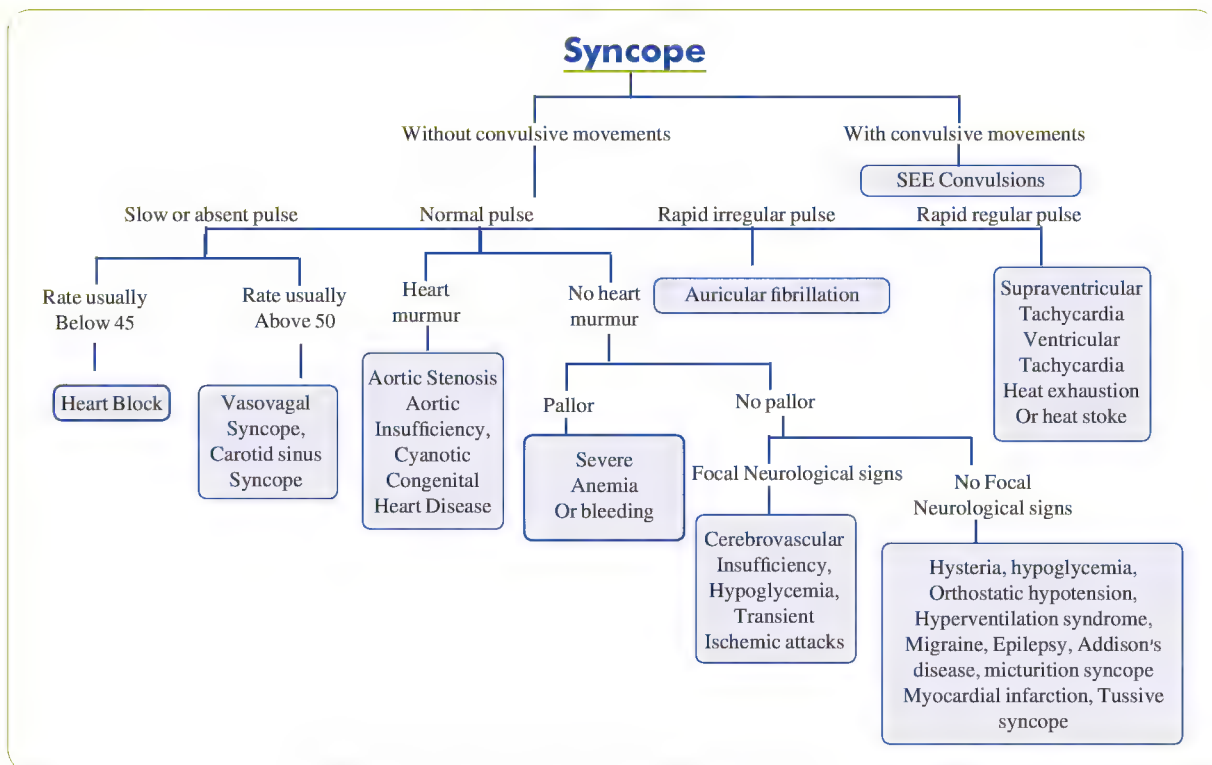 Syncope
Without convulsive movements
With convulsive movements
SEE Convulsions
Slow or absent pulse
Normal pulse
Rapid irregular pulse
Rapid regular pulse
Rate usually
Below 45
Heart Block
Rate usually
Above 50
Vasovagal
Syncope,
Carotid sinus
Syncope
Heart
murmur
Aortic Stenosis
Aortic
Insufficiency,
Cyanotic
Congenital
Heart Disease
No heart
murmur
Pallor
Severe
Anemia
Or bleeding
No pallor
Focal Neurological signs
Cerebrovascular
Insufficiency,
Hypoglycemia,
Transient
Ischemic attacks
No Focal
Neurological signs
Hysteria, hypoglycemia,
Orthostatic hypotension,
Hyperventilation syndrome,
Migraine, Epilepsy, Addison's
disease, micturition syncope
Myocardial infarction, Tussive
syncope
Auricular fibrillation
Supraventricular
Tachycardia
Ventricular
Tachycardia
Heat exhaustion
Or heat stoke